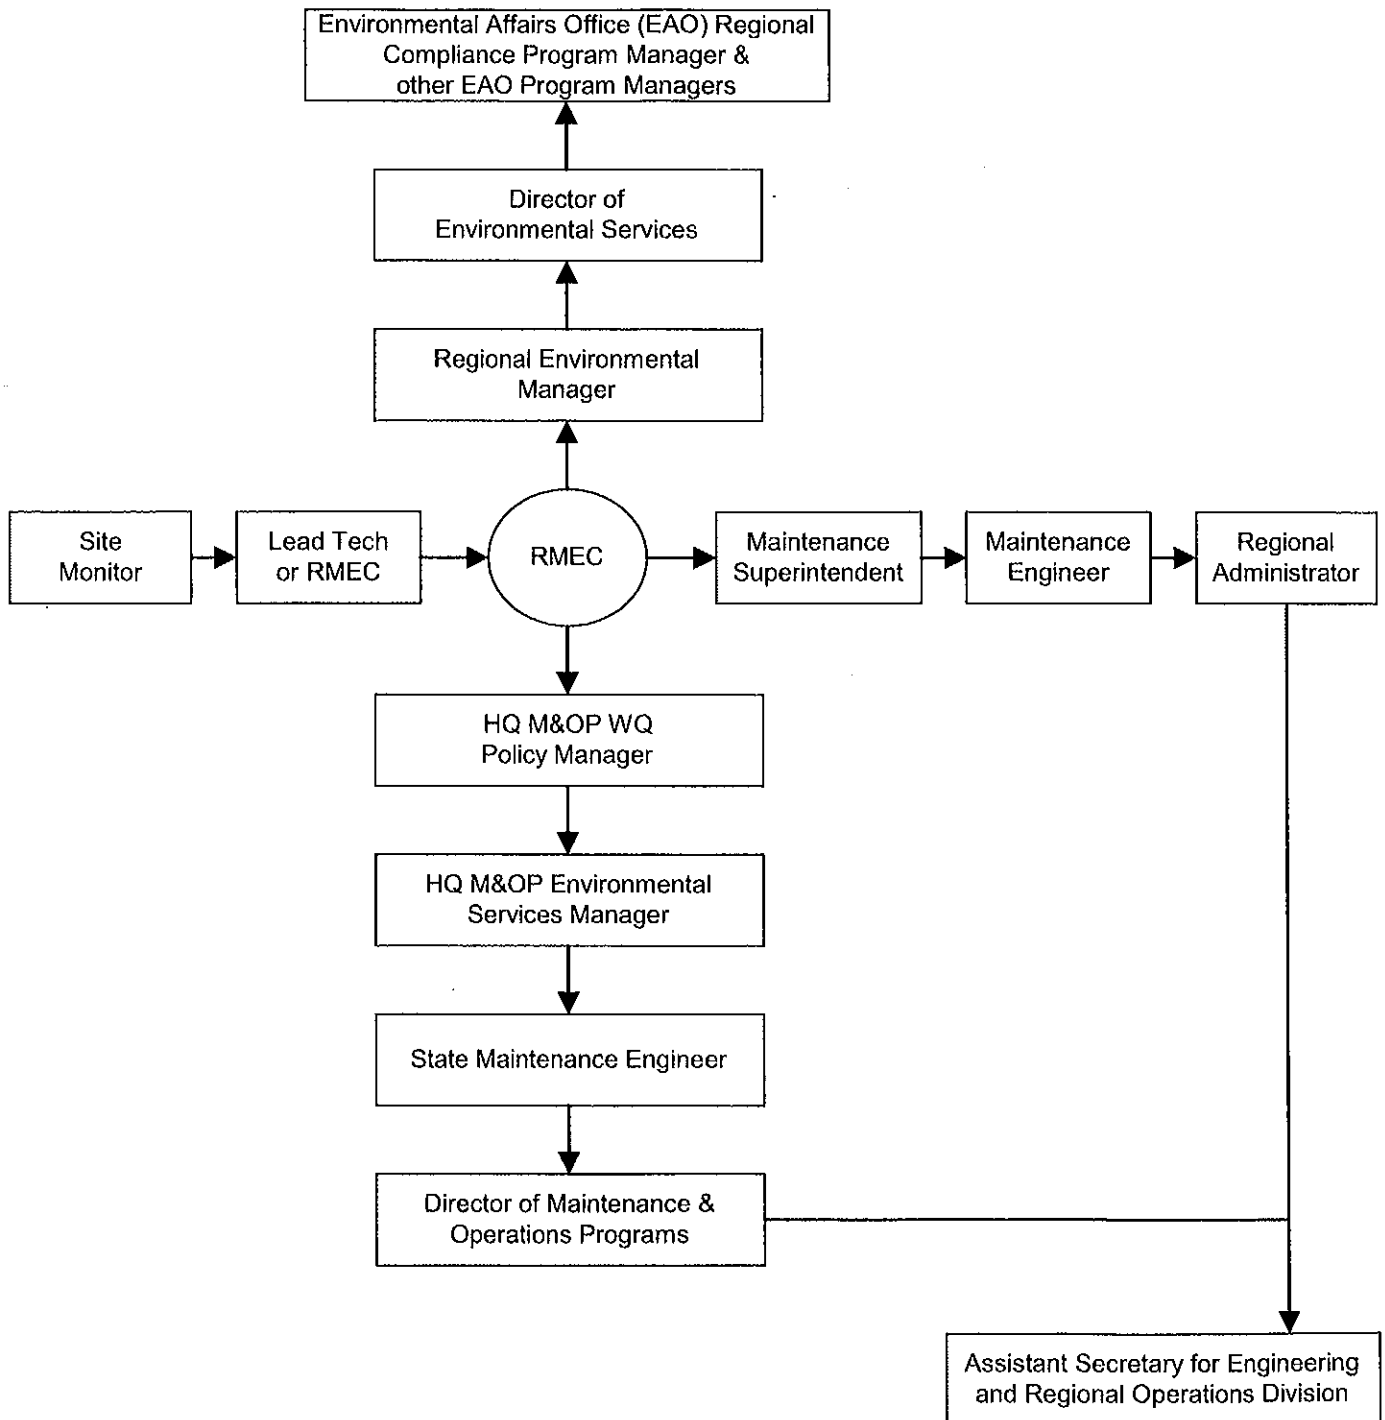 Environmental Affairs Office (EAO) Regional
Compliance Program Manager &
other EAO Program Managers
Director of
Environmental Services
Regional Environmental
Manager
Site
Monitor
Lead Tech
or RMEC
RMEC
Maintenance
Superintendent
Maintenance
Engineer
Regional
Administrator
HQ M&OP WQ
Policy Manager
HQ M&OP Environmental
Services Manager
State Maintenance Engineer
Director of Maintenance &
Operations Programs
Assistant Secretary for Engineering
and Regional Operations Division